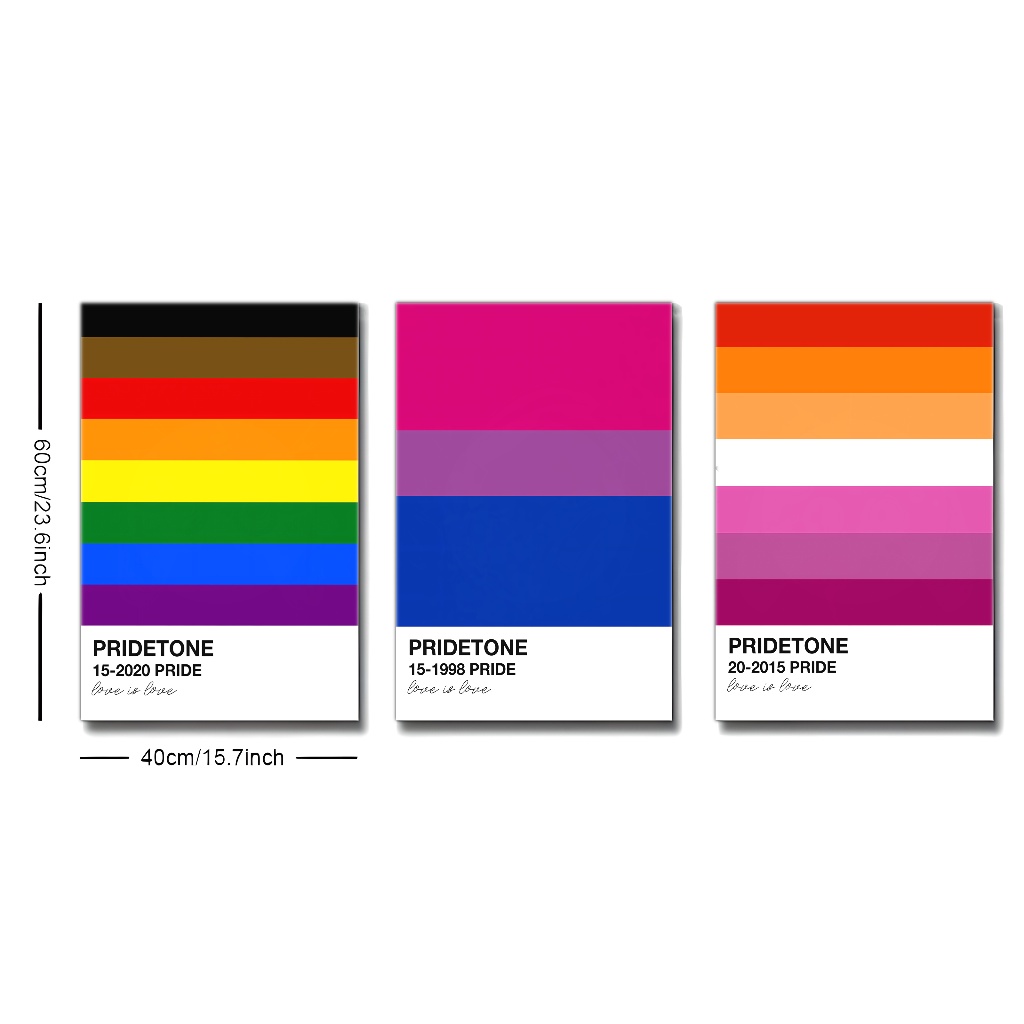 60cm/23.6inch
PRIDETONE
15-2020 PRIDE
love is love
PRIDETONE
15-1998 PRIDE
love is love
PRIDETONE
20-2015 PRIDE
love is love
40cm/15.7inch